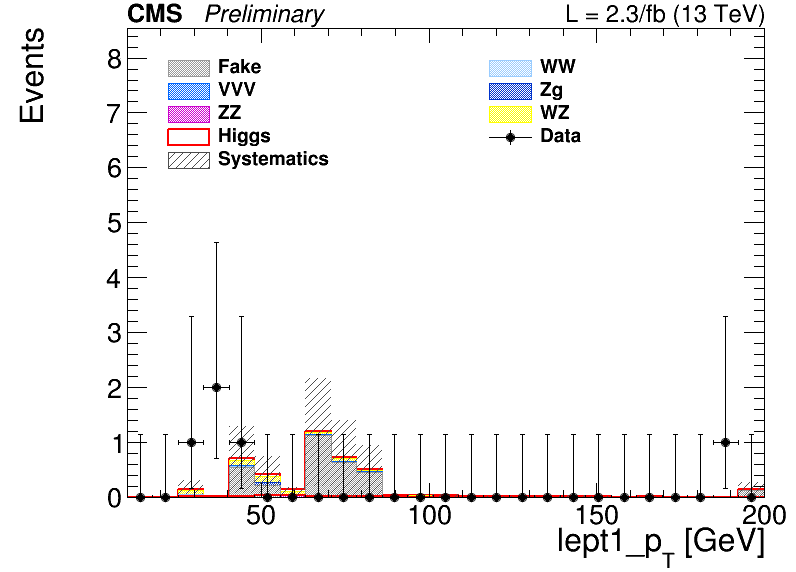 CMS Preliminary L = 2.3/fb (13 TeV)
Events
8
7
6
5
4
3
2
1
0
Fake WW
VVV Zg
ZZ WZ
Higgs Data
Systematics
50 100 150 200
lept1_p_T [GeV]